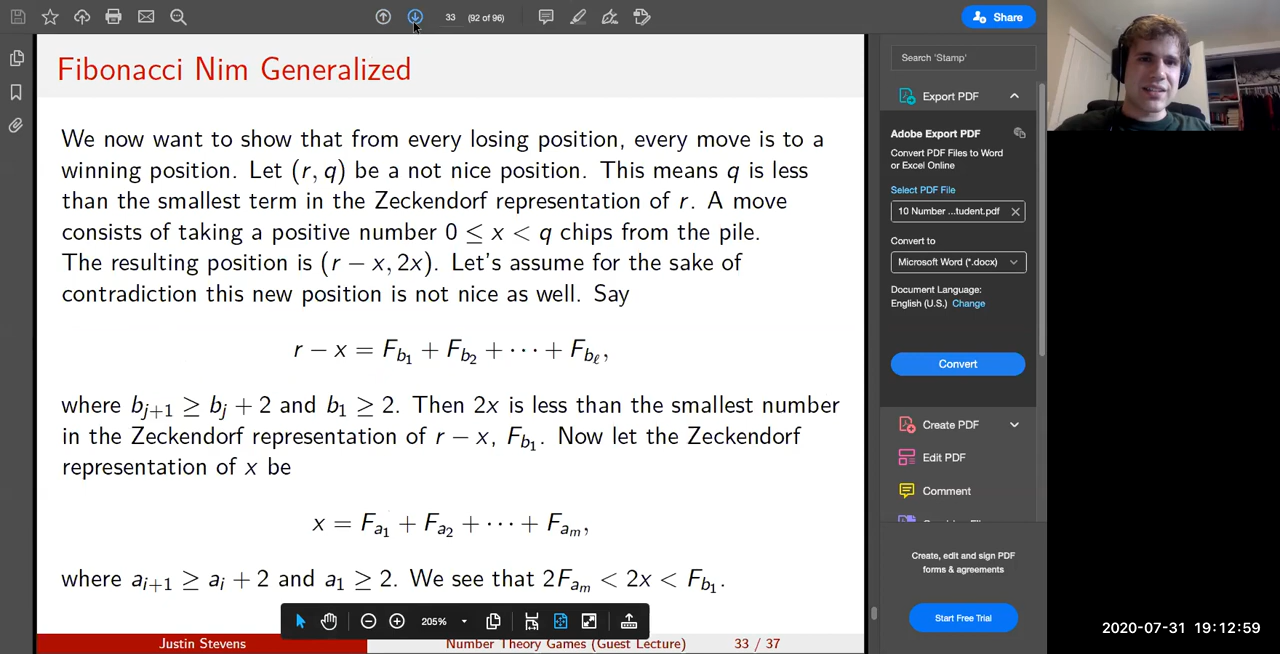 33 (92 of 96)
Share
Fibonacci Nim Generalized
We now want to show that from every losing position, every move is to a
winning position. Let (r, q) be a not nice position. This means q is less
than the smallest term in the Zeckendorf representation of r. A move
consists of taking a positive number 0 ≤ x < q chips from the pile.
The resulting position is (r − x, 2x). Let's assume for the sake of
contradiction this new position is not nice as well. Say
r − x = F_{b_1} + F_{b_2} + ⋯ + F_{b_ℓ},
where b_{j+1} ≥ b_j + 2 and b_1 ≥ 2. Then 2x is less than the smallest number
in the Zeckendorf representation of r − x, F_{b_1}. Now let the Zeckendorf
representation of x be
x = F_{a_1} + F_{a_2} + ⋯ + F_{a_m},
where a_{i+1} ≥ a_i + 2 and a_1 ≥ 2. We see that 2F_{a_m} < 2x < F_{b_1}.
205%
Justin Stevens
Number Theory Games (Guest Lecture)
33 / 37
Search 'Stamp'
Export PDF
Adobe Export PDF
Convert PDF Files to Word
or Excel Online
Select PDF File
10 Number ...tudent.pdf
Convert to
Microsoft Word (*.docx)
Document Language:
English (U.S.) Change
Convert
Create PDF
Edit PDF
Comment
Create, edit and sign PDF
forms & agreements
Start Free Trial
2020-07-31 19:12:59